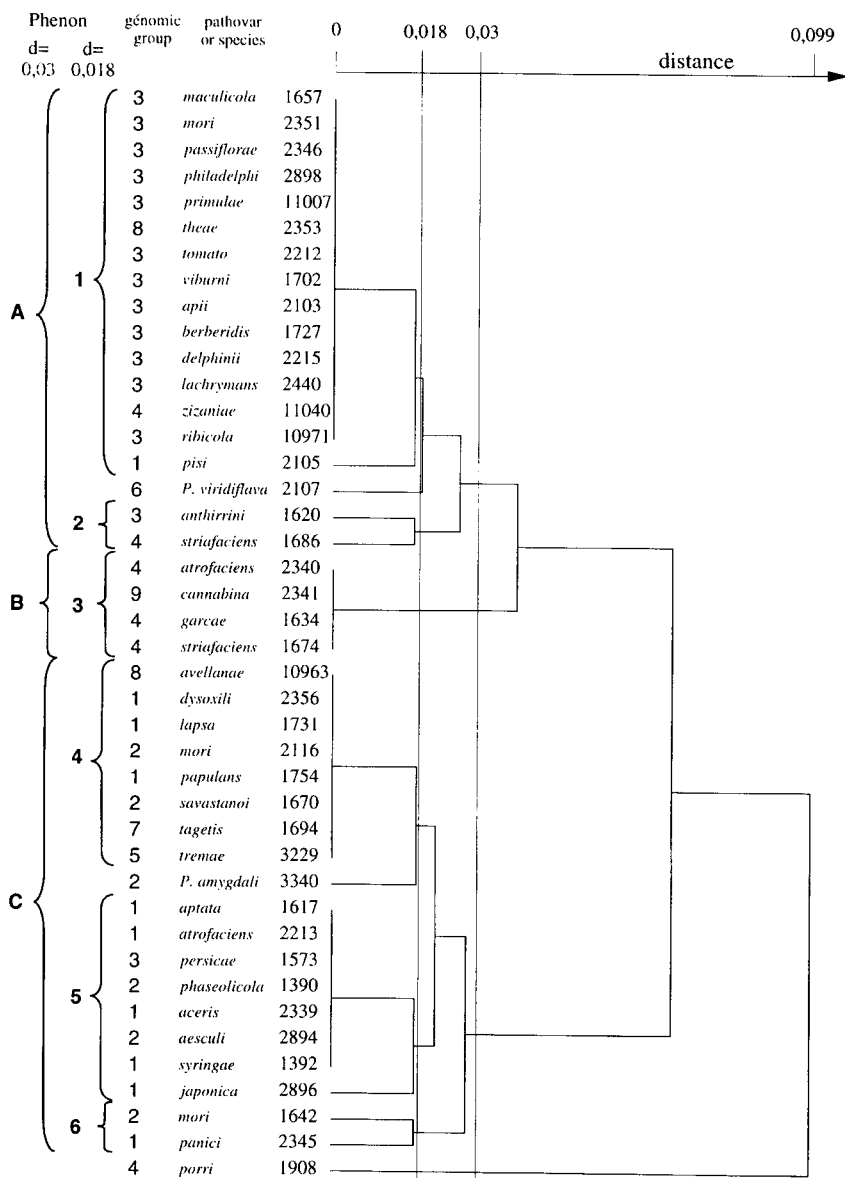 Phenon génomic pathovar
group or species
d= d=
0,03 0,018
0 0,018 0,03 0,099
distance
3 maculicola 1657
3 mori 2351
3 passiflorae 2346
3 philadelphi 2898
3 primulae 11007
8 theae 2353
3 tomato 2212
1 3 viburni 1702
A 3 apii 2103
3 berberidis 1727
3 delphinii 2215
3 lachrymans 2440
4 zizaniae 11040
3 ribicola 10971
1 pisi 2105
6 P. viridiflava 2107
2 3 anthirrini 1620
4 striafaciens 1686
4 atrofaciens 2340
B 3 9 cannabina 2341
4 garcae 1634
4 striafaciens 1674
8 avellanae 10963
1 dysoxili 2356
1 lapsa 1731
4 2 mori 2116
1 papulans 1754
2 savastanoi 1670
7 tagetis 1694
5 tremae 3229
2 P. amygdali 3340
C 1 aptata 1617
1 atrofaciens 2213
3 persicae 1573
5 2 phaseolicola 1390
1 aceris 2339
2 aesculi 2894
1 syringae 1392
1 japonica 2896
6 2 mori 1642
1 panici 2345
4 porri 1908